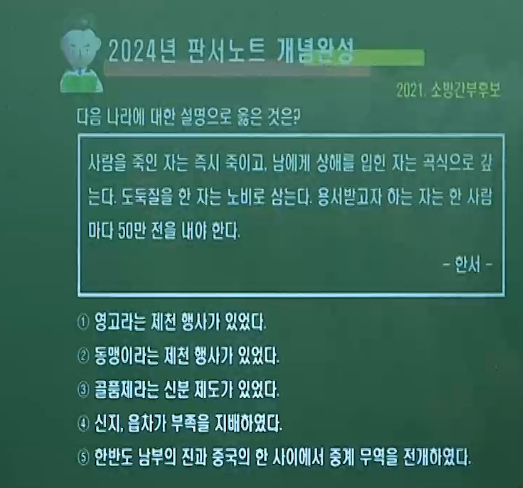 2024년 판서노트 개념완성
2021. 소방간부후보
다음 나라에 대한 설명으로 옳은 것은?
사람을 죽인 자는 즉시 죽이고, 남에게 상해를 입힌 자는 곡식으로 갚
는다. 도둑질을 한 자는 노비로 삼는다. 용서받고자 하는 자는 한 사람
마다 50만 전을 내야 한다.
- 한서 -
① 영고라는 제천 행사가 있었다.
② 동맹이라는 제천 행사가 있었다.
③ 골품제라는 신분 제도가 있었다.
④ 신지, 읍차가 부족을 지배하였다.
⑤ 한반도 남부의 진과 중국의 한 사이에서 중계 무역을 전개하였다.